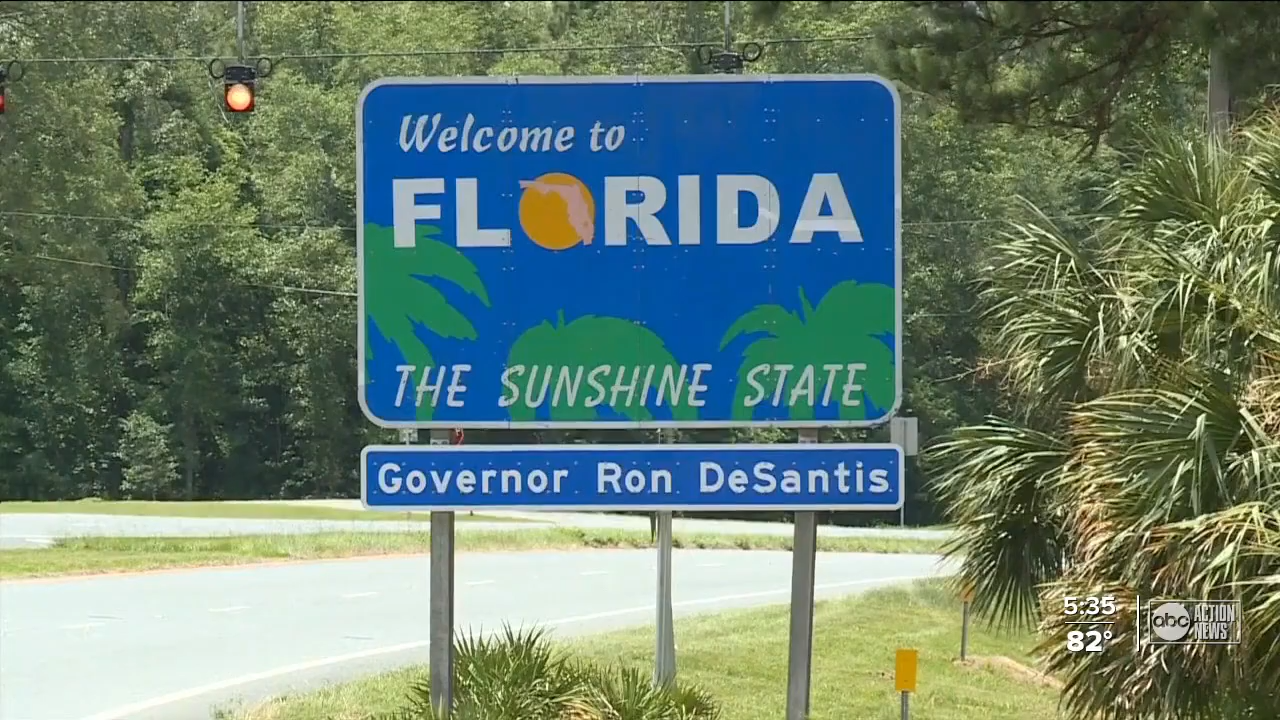 Welcome to
FLORIDA
THE SUNSHINE STATE
Governor Ron DeSantis
5:35
82°
abc ACTION NEWS